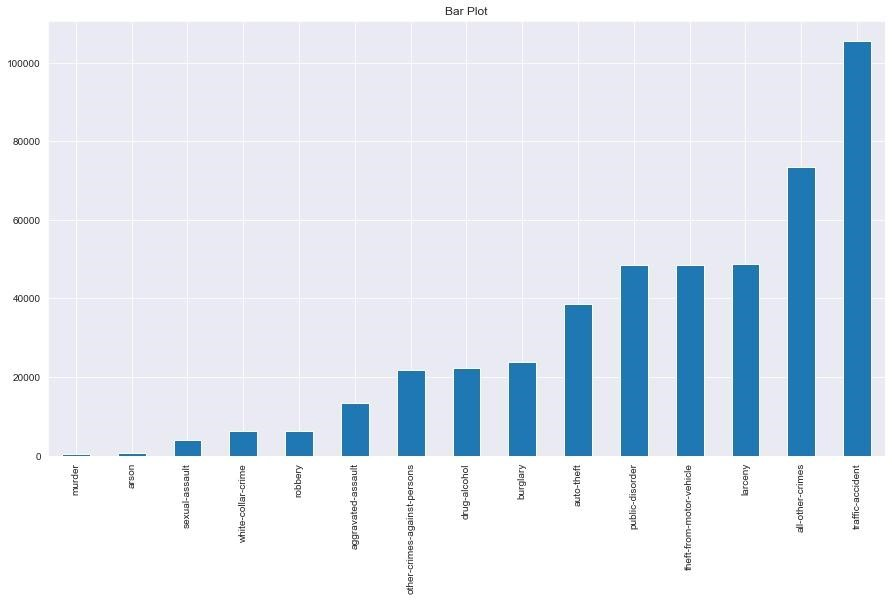 Bar Plot
100000
80000
60000
40000
20000
0
murder
arson
sexual-assault
white-collar-crime
robbery
aggravated-assault
other-crimes-against-persons
drug-alcohol
burglary
auto-theft
public-disorder
theft-from-motor-vehicle
larceny
all-other-crimes
traffic-accident